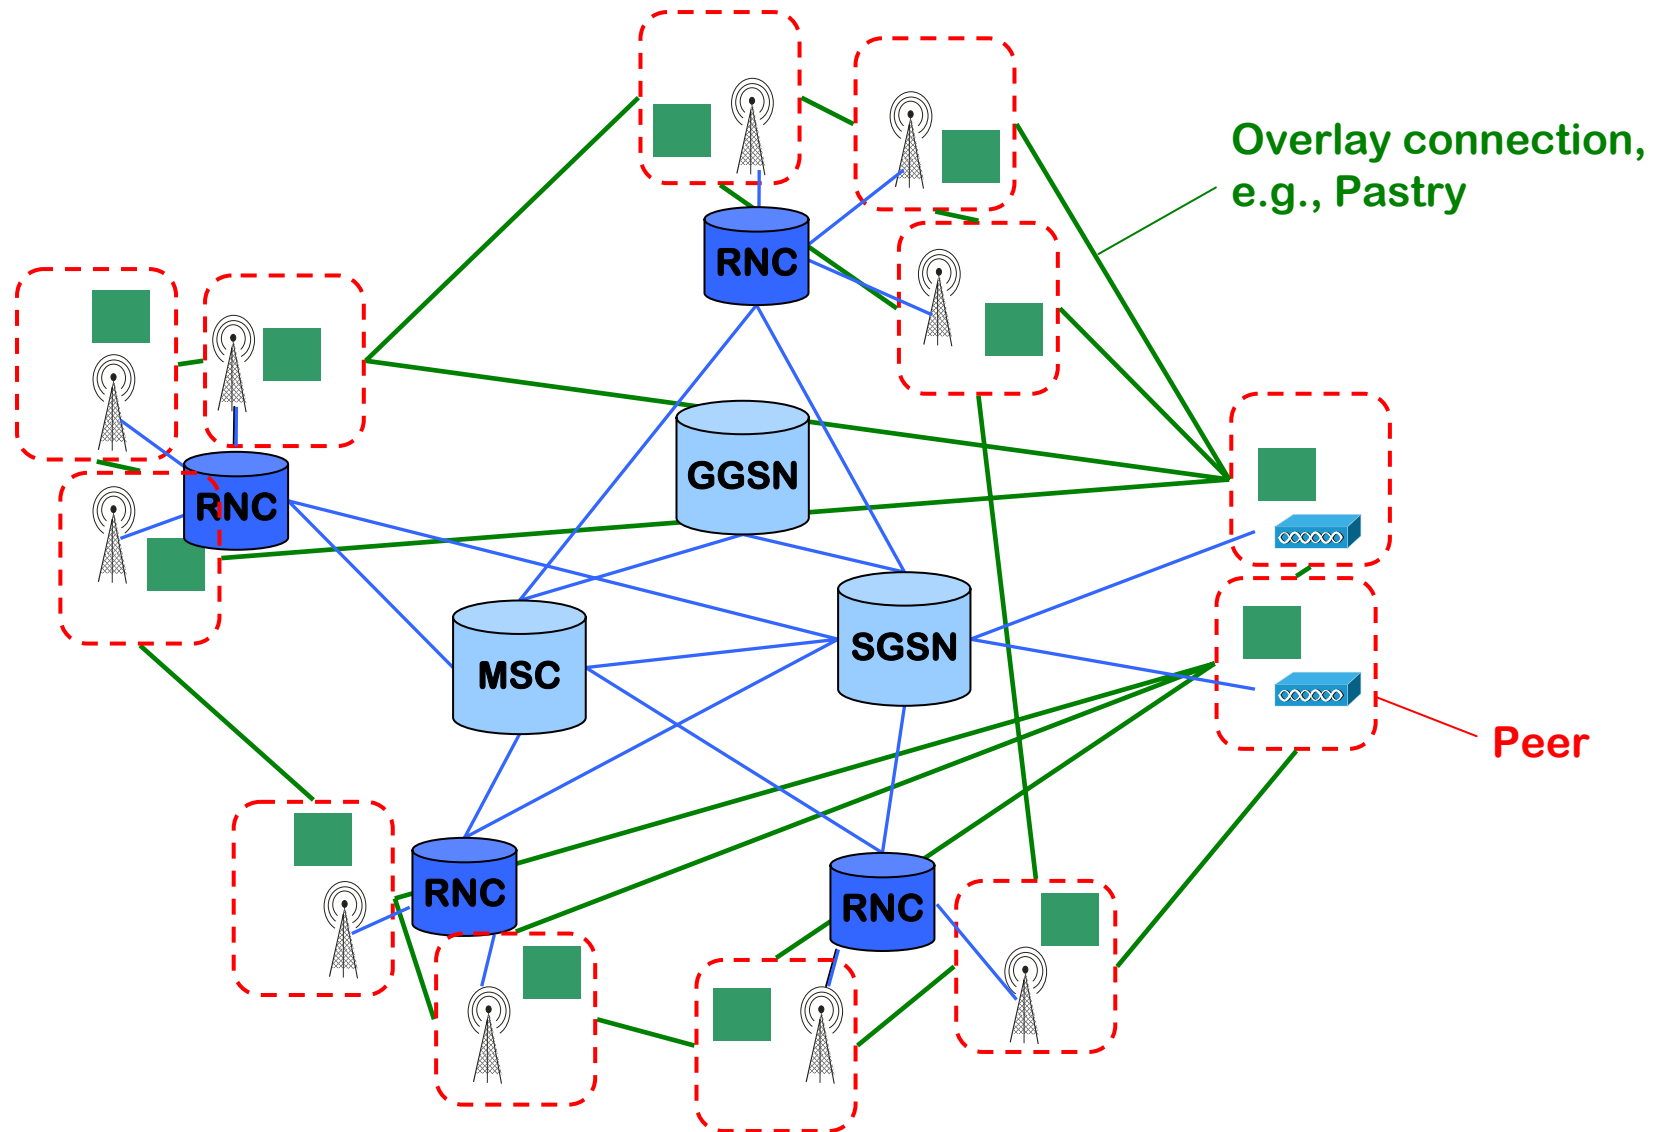 Overlay connection,
e.g., Pastry
RNC
GGSN
RNC
SGSN
MSC
Peer
RNC
RNC